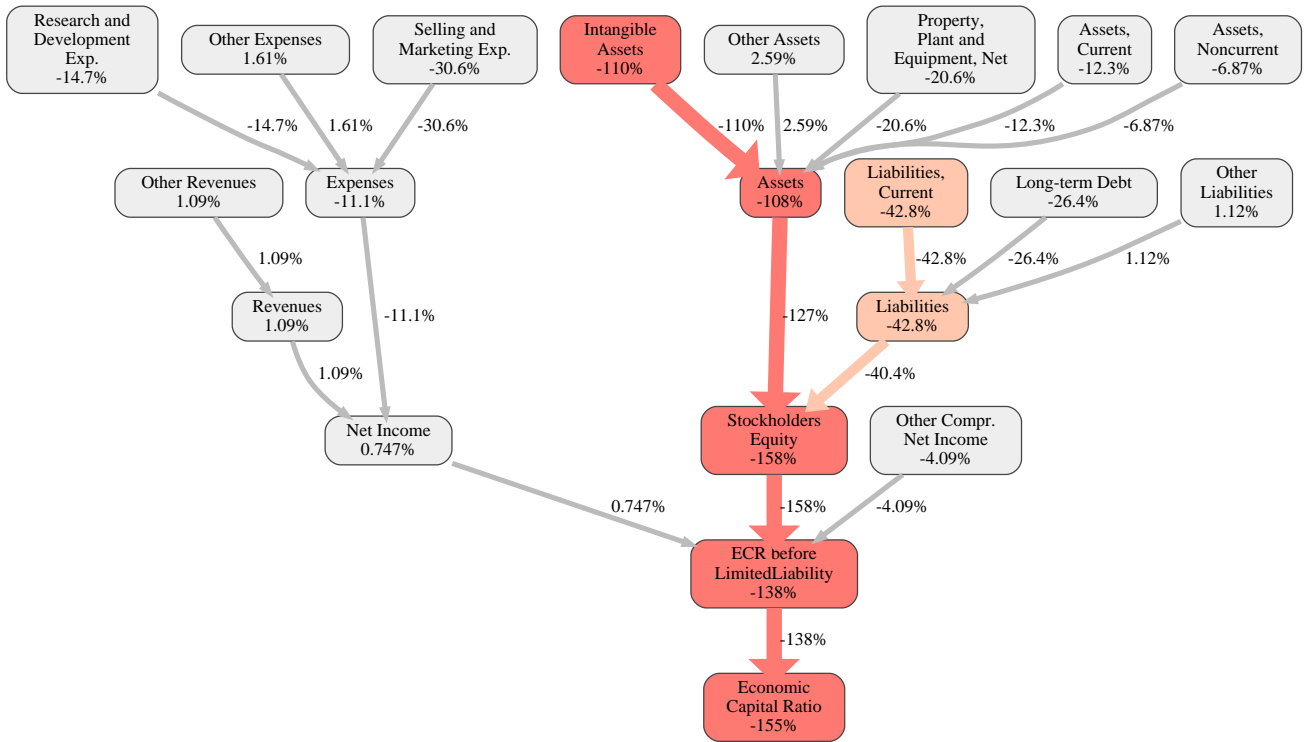 Research and
Development
Exp.
-14.7%
Other Expenses
1.61%
Selling and
Marketing Exp.
-30.6%
Intangible
Assets
-110%
Other Assets
2.59%
Property,
Plant and
Equipment, Net
-20.6%
Assets,
Current
-12.3%
Assets,
Noncurrent
-6.87%
-14.7%
1.61%
-30.6%
-110%
2.59%
-20.6%
-12.3%
-6.87%
Other Revenues
1.09%
Expenses
-11.1%
Assets
-108%
Liabilities,
Current
-42.8%
Long-term Debt
-26.4%
Other
Liabilities
1.12%
1.09%
-42.8%
-26.4%
1.12%
Revenues
1.09%
-11.1%
-127%
Liabilities
-42.8%
1.09%
-40.4%
Net Income
0.747%
Stockholders
Equity
-158%
Other Compr.
Net Income
-4.09%
0.747%
-158%
-4.09%
ECR before
LimitedLiability
-138%
-138%
Economic
Capital Ratio
-155%